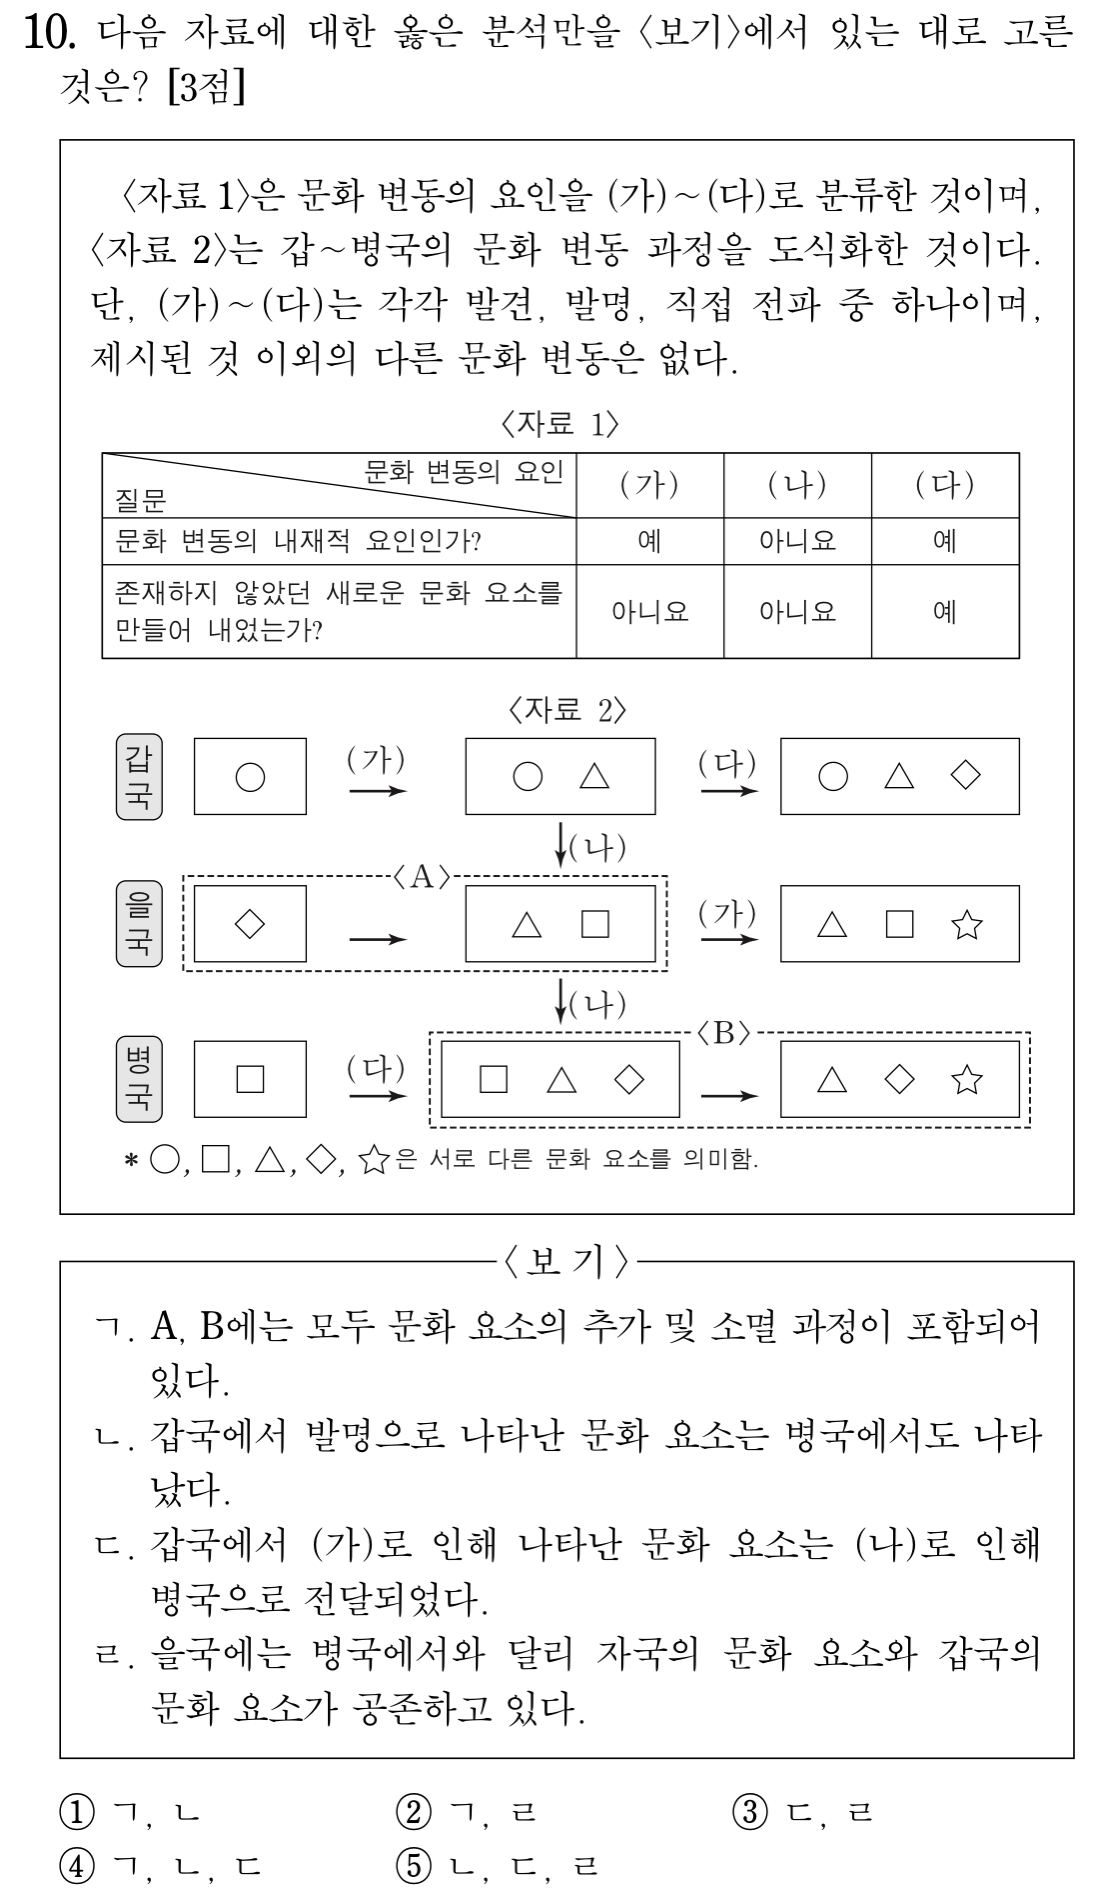 10. 다음 자료에 대한 옳은 분석만을 〈보기〉에서 있는 대로 고른
것은? [3점]
〈자료 1〉은 문화 변동의 요인을 (가)~(다)로 분류한 것이며,
〈자료 2〉는 갑~병국의 문화 변동 과정을 도식화한 것이다.
단, (가)~(다)는 각각 발견, 발명, 직접 전파 중 하나이며,
제시된 것 이외의 다른 문화 변동은 없다.
〈자료 1〉
문화 변동의 요인 (가) (나) (다)
질문
문화 변동의 내재적 요인인가? 예 아니요 예
존재하지 않았던 새로운 문화 요소를
만들어 내었는가? 아니요 아니요 예
〈자료 2〉
갑국 ○ (가) → ○ △ (다) → ○ △ ◇
↓(나)
〈A〉
을국 ◇ → △ □ (가) → △ □ ☆
↓(나)
〈B〉
병국 □ (다) → □ △ ◇ → △ ◇ ☆
* ○, □, △, ◇, ☆은 서로 다른 문화 요소를 의미함.
〈보 기〉
ㄱ. A, B에는 모두 문화 요소의 추가 및 소멸 과정이 포함되어
있다.
ㄴ. 갑국에서 발명으로 나타난 문화 요소는 병국에서도 나타
났다.
ㄷ. 갑국에서 (가)로 인해 나타난 문화 요소는 (나)로 인해
병국으로 전달되었다.
ㄹ. 을국에는 병국에서와 달리 자국의 문화 요소와 갑국의
문화 요소가 공존하고 있다.
① ㄱ, ㄴ ② ㄱ, ㄹ ③ ㄷ, ㄹ
④ ㄱ, ㄴ, ㄷ ⑤ ㄴ, ㄷ, ㄹ